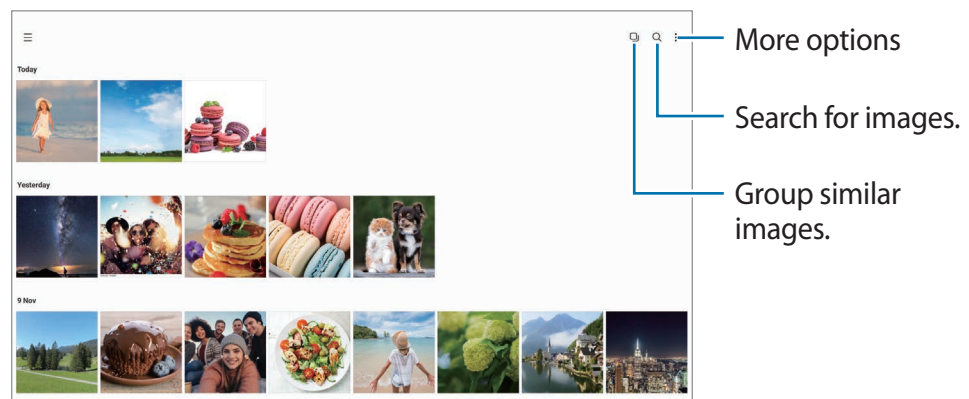 More options
Today
Search for images.
Group similar
images.
Yesterday
9 Nov